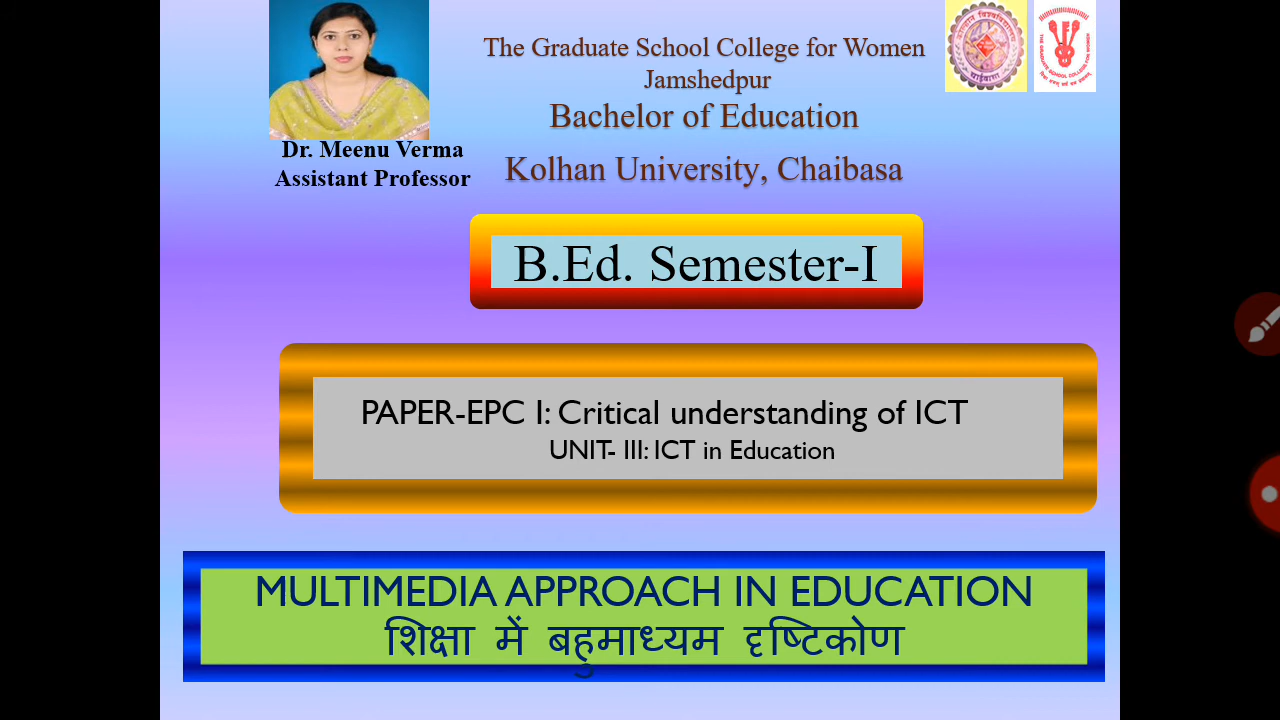 The Graduate School College for Women
Jamshedpur
Bachelor of Education
Kolhan University, Chaibasa
Dr. Meenu Verma
Assistant Professor
B.Ed. Semester-I
PAPER-EPC I: Critical understanding of ICT
UNIT- III: ICT in Education
MULTIMEDIA APPROACH IN EDUCATION
शिक्षा में बहुमाध्यम दृष्टिकोण